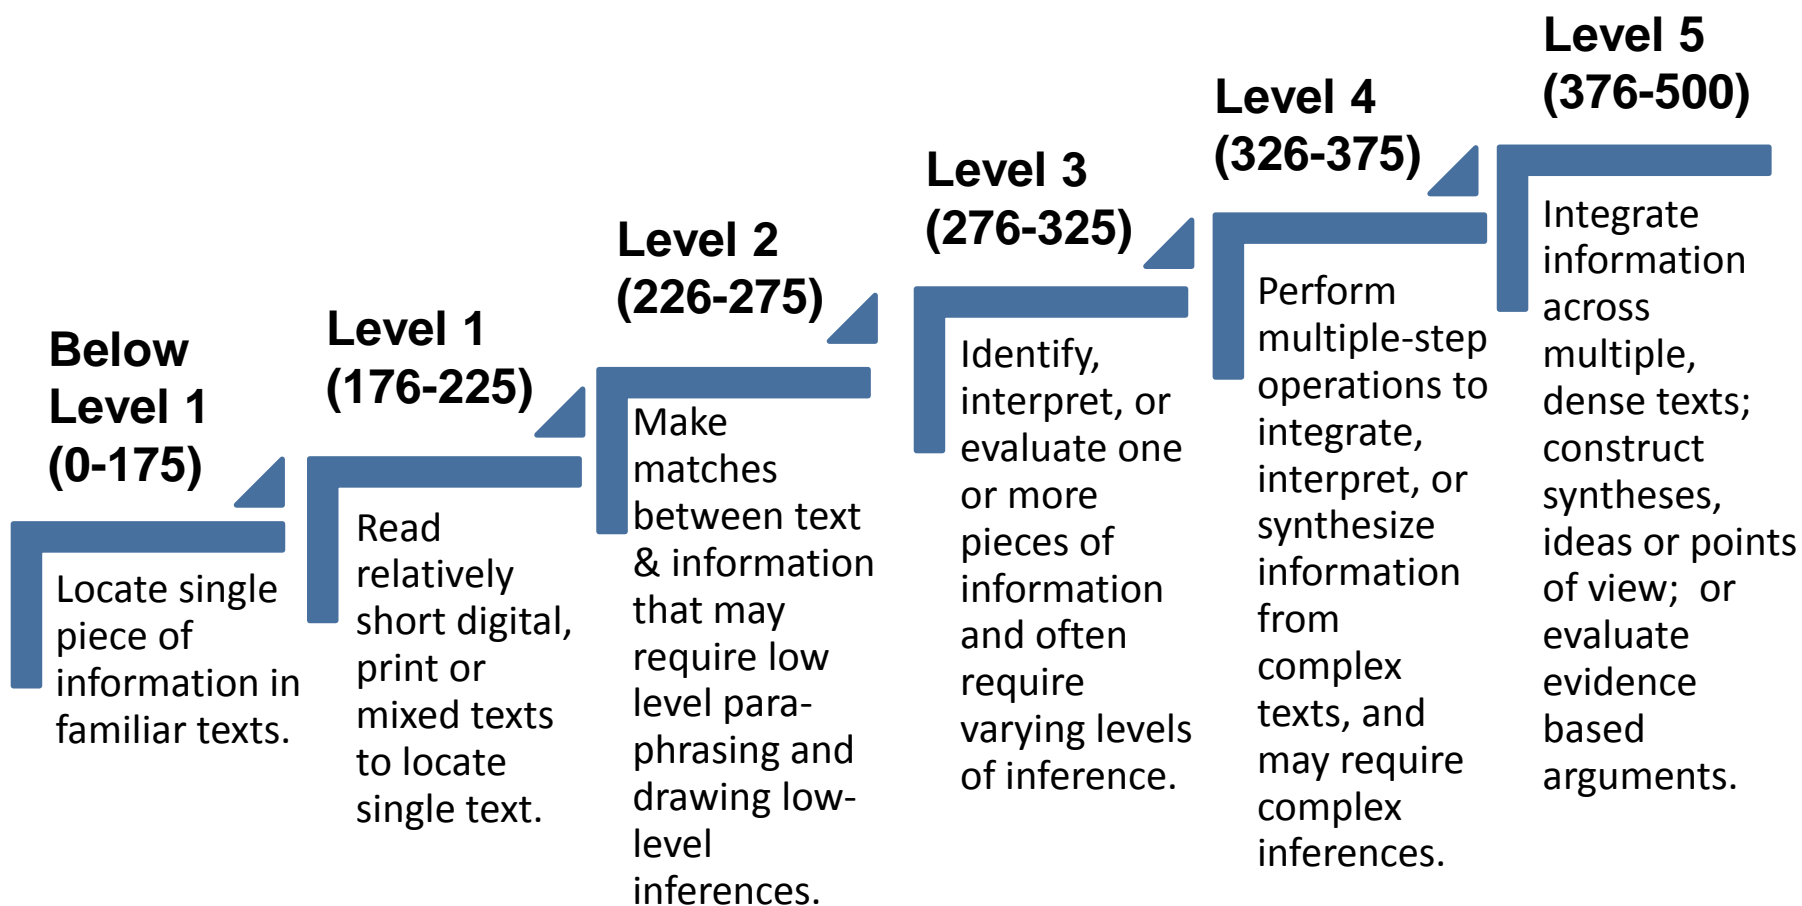 Below
Level 1
(0-175)
Locate single
piece of
information in
familiar texts.
Level 1
(176-225)
Read
relatively
short digital,
print or
mixed texts
to locate
single text.
Level 2
(226-275)
Make
matches
between text
& information
that may
require low
level para-
phrasing and
drawing low-
level
inferences.
Level 3
(276-325)
Identify,
interpret, or
evaluate one
or more
pieces of
information
and often
require
varying levels
of inference.
Level 4
(326-375)
Perform
multiple-step
operations to
integrate,
interpret, or
synthesize
information
from
complex
texts, and
may require
complex
inferences.
Level 5
(376-500)
Integrate
information
across
multiple,
dense texts;
construct
syntheses,
ideas or points
of view;  or
evaluate
evidence
based
arguments.